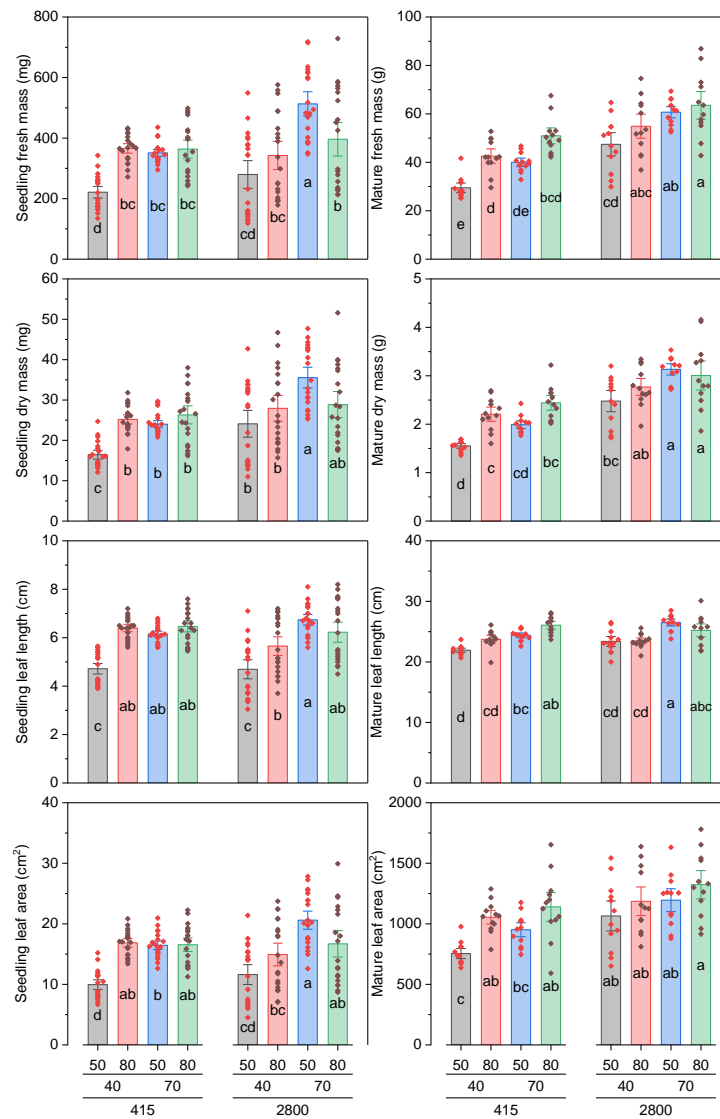 Seedling fresh mass (mg)
800
600
400
200
0
d
bc
bc
bc
cd
bc
a
b
Mature fresh mass (g)
100
80
60
40
20
0
e
d
de
bcd
cd
abc
ab
a
Seedling dry mass (mg)
60
50
40
30
20
10
0
c
b
b
b
b
b
a
ab
Mature dry mass (g)
5
4
3
2
1
0
d
c
cd
bc
bc
ab
a
a
Seedling leaf length (cm)
10
8
6
4
2
0
c
ab
ab
ab
c
b
a
ab
Mature leaf length (cm)
40
30
20
10
0
d
cd
bc
ab
cd
cd
a
abc
Seedling leaf area (cm²)
40
30
20
10
0
d
ab
b
ab
cd
bc
a
ab
Mature leaf area (cm²)
2000
1500
1000
500
0
c
ab
bc
ab
ab
ab
ab
a
50 80 50 80 50 80 50 80
40 70 40 70
415 2800
50 80 50 80 50 80 50 80
40 70 40 70
415 2800